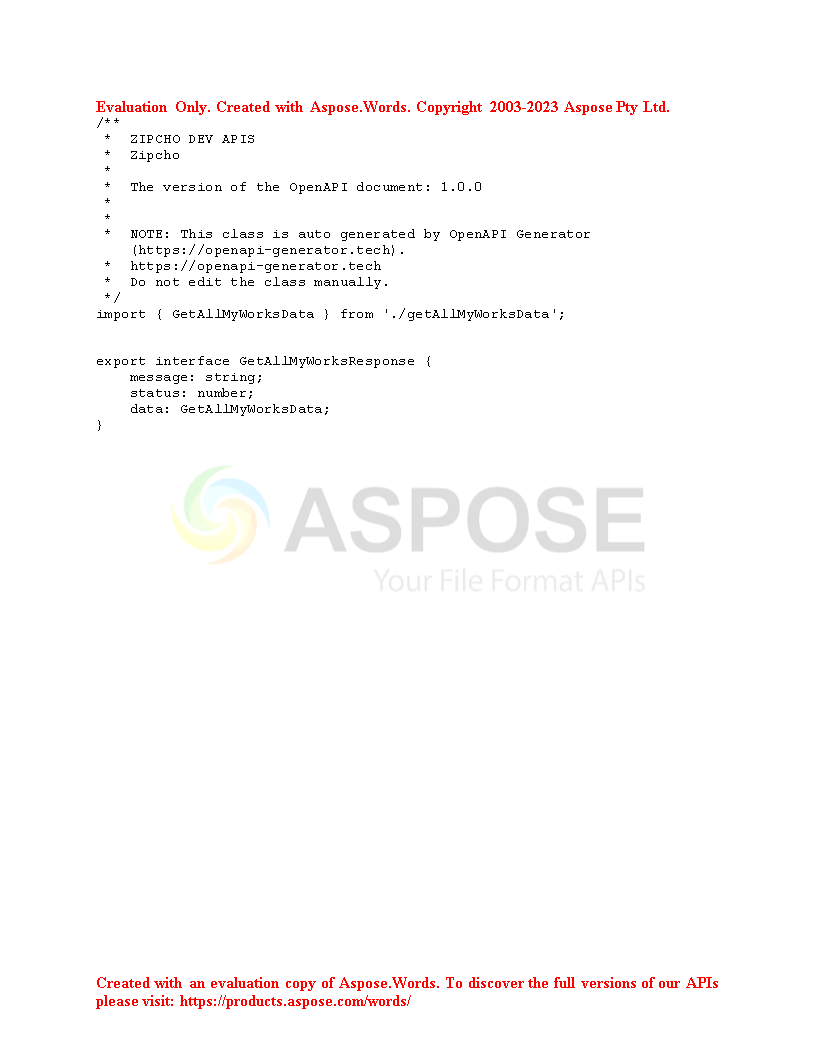 Evaluation Only. Created with Aspose.Words. Copyright 2003-2023 Aspose Pty Ltd.
/**
 *  ZIPCHO DEV APIS
 *  Zipcho
 *
 *  The version of the OpenAPI document: 1.0.0
 *
 *
 *  NOTE: This class is auto generated by OpenAPI Generator
    (https://openapi-generator.tech).
 *  https://openapi-generator.tech
 *  Do not edit the class manually.
 */
import { GetAllMyWorksData } from './getAllMyWorksData';
export interface GetAllMyWorksResponse {
    message: string;
    status: number;
    data: GetAllMyWorksData;
}
ASPOSE
Your File Format APIs
Created with an evaluation copy of Aspose.Words. To discover the full versions of our APIs
please visit: https://products.aspose.com/words/